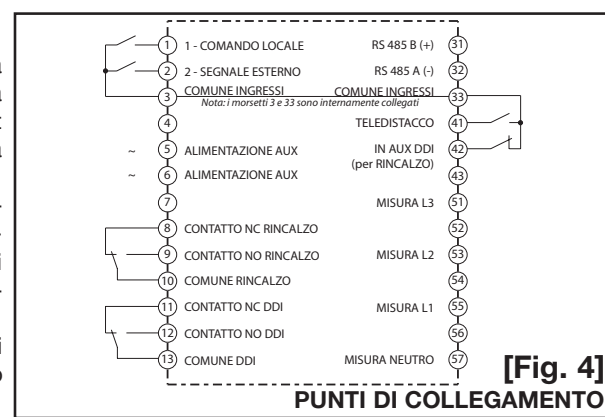 1 1 - COMANDO LOCALE
2 2 - SEGNALE ESTERNO
3 COMUNE INGRESSI
Nota: i morsetti 3 e 33 sono internamente collegati
4
~ 5 ALIMENTAZIONE AUX
~ 6 ALIMENTAZIONE AUX
7
8 CONTATTO NC RINCALZO
9 CONTATTO NO RINCALZO
10 COMUNE RINCALZO
11 CONTATTO NC DDI
12 CONTATTO NO DDI
13 COMUNE DDI
RS 485 B (+) 31
RS 485 A (-) 32
COMUNE INGRESSI 33
TELEDISTACCO 41
IN AUX DDI 42
(per RINCALZO)
43
MISURA L3 51
52
MISURA L2 53
54
MISURA L1 55
56
MISURA NEUTRO 57
[Fig. 4]
PUNTI DI COLLEGAMENTO